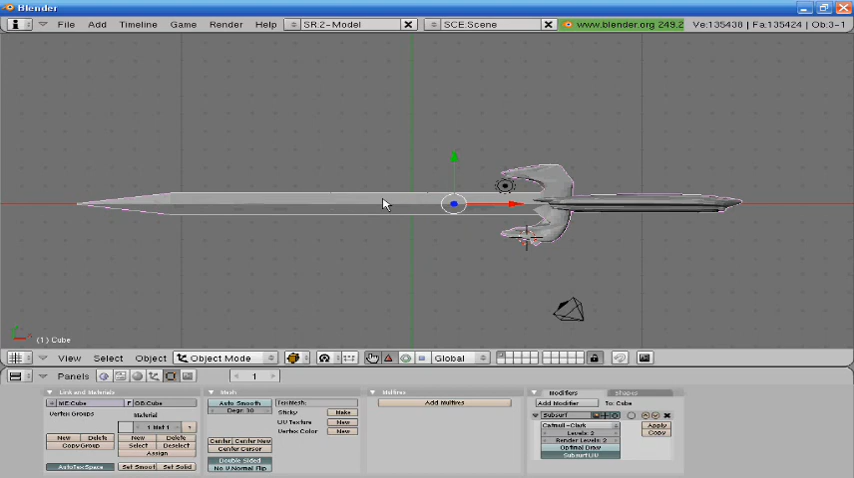 Blender
File Add Timeline Game Render Help SR:2-Model SCE:Scene www.blender.org 249.2 Ve:135438 | Fa:135424 | Ob:3-1
(1) Cube
View Select Object Object Mode Global
Panels 1
Link and Materials Mesh Multires Modifiers Shapes
ME:Cube F OB:Cube Auto Smooth TexMesh: Add Multires Add Modifier To: Cube
Vertex Groups Material Degr: 30 Sticky Make Subsurf
1 Mat 1 UV Texture New Catmull-Clark Apply
New Delete New Delete Center Center New Vertex Color New Levels: 2 Copy
Copy Group Select Deselect Center Cursor Render Levels: 2
Assign Double Sided Optimal Draw
AutoTexSpace Set Smoot Set Solid No V.Normal Flip Subsurf UV